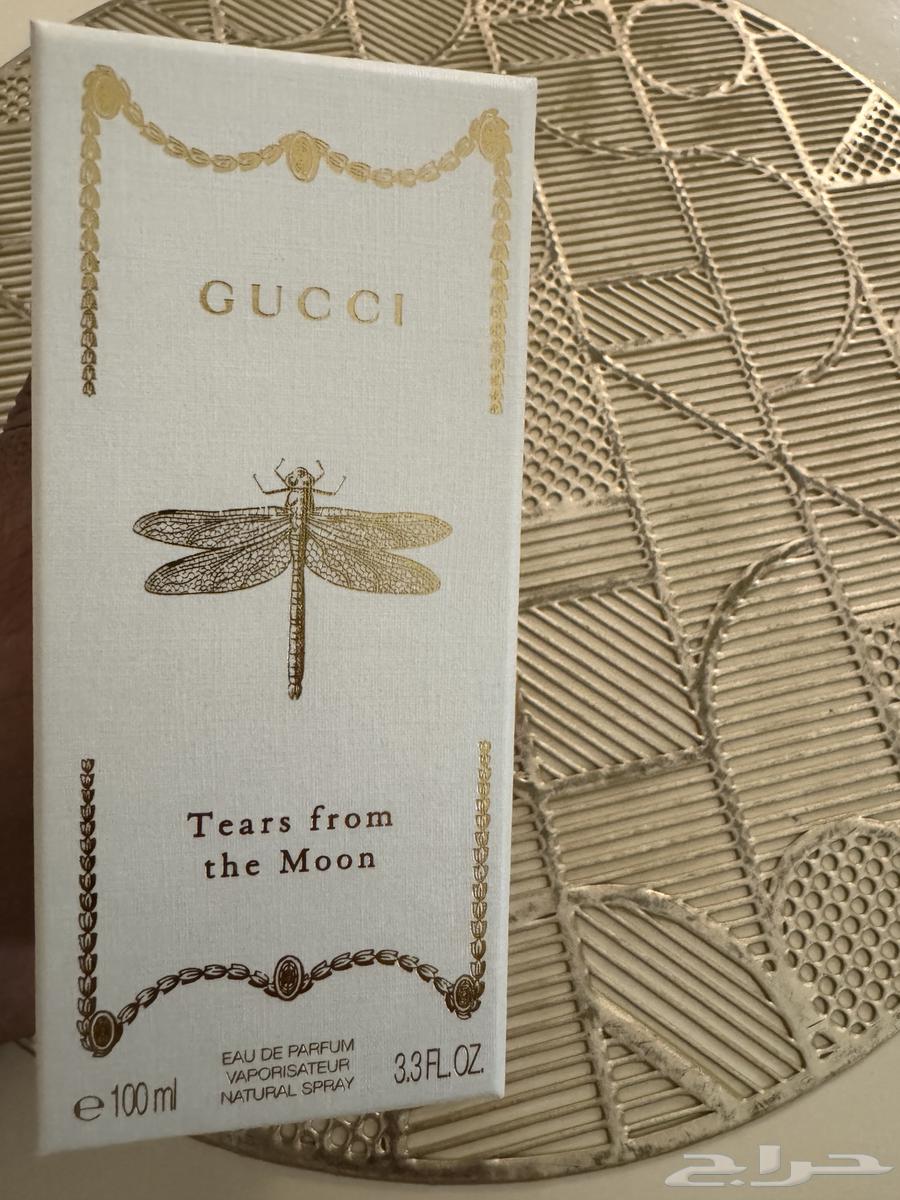 GUCCI
Tears from
the Moon
EAU DE PARFUM
VAPORISATEUR
NATURAL SPRAY
℮ 100 ml
3.3 FL.OZ.
حراج